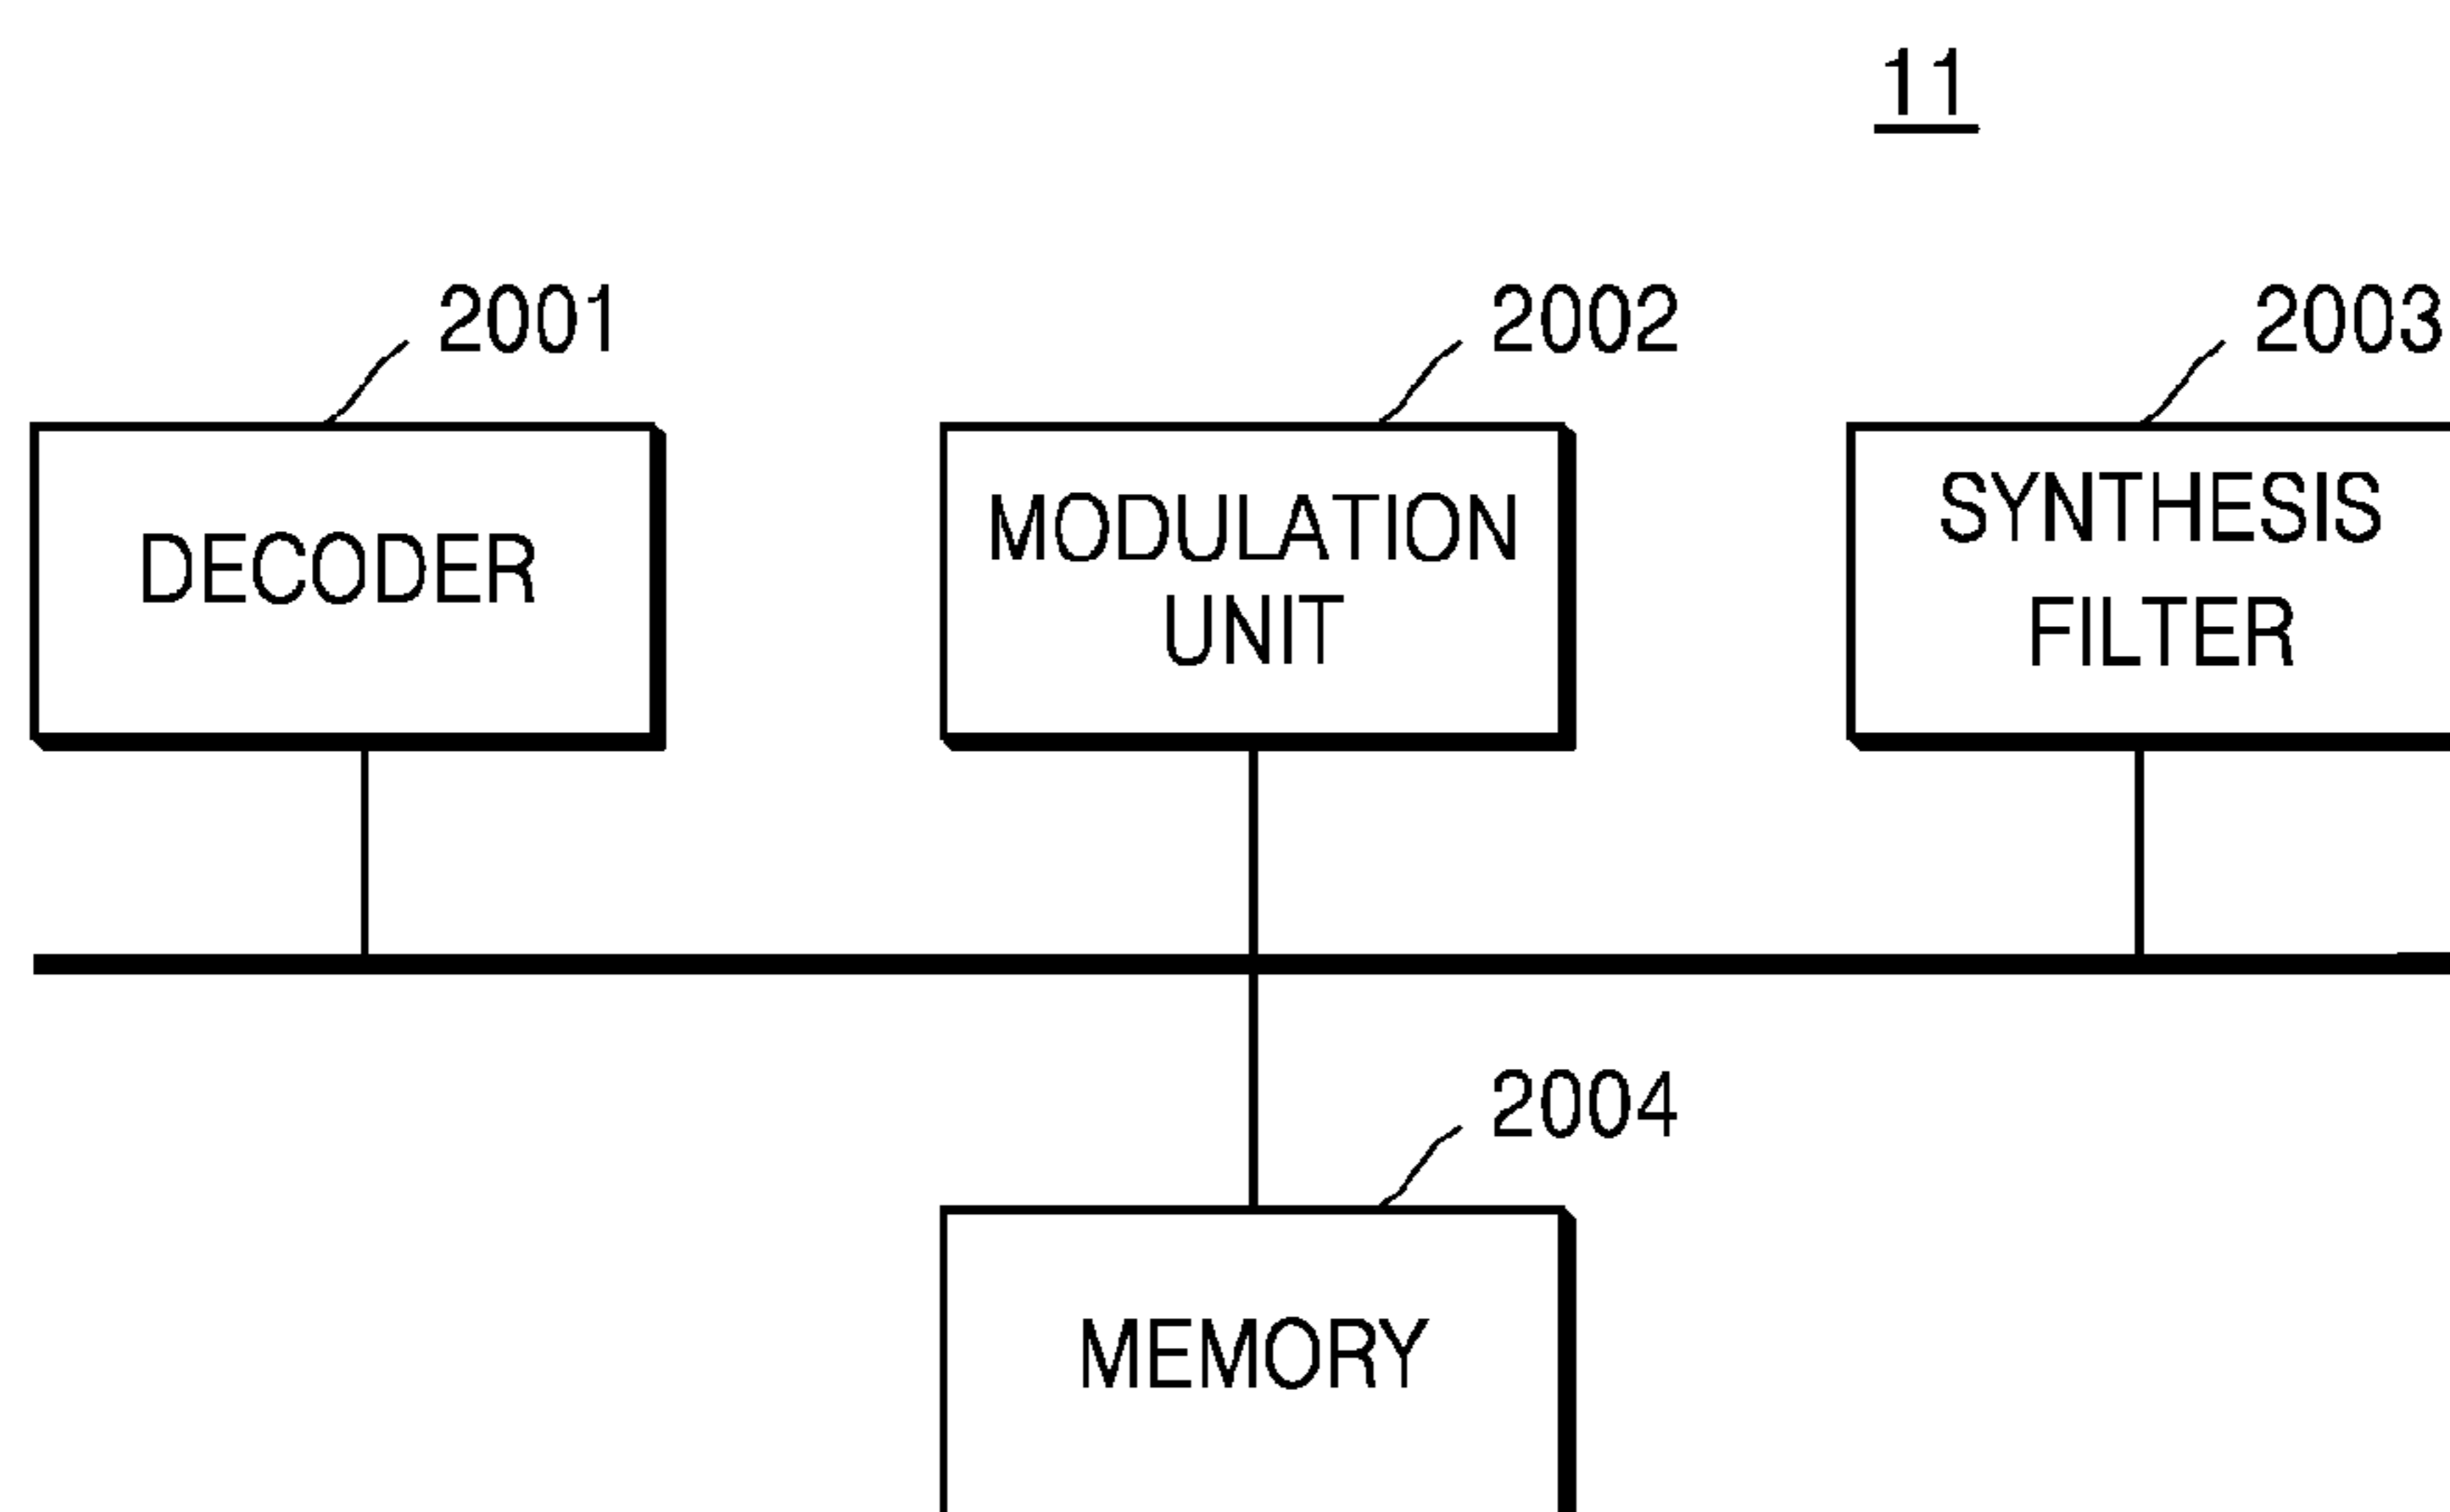 11
2001
2002
2003
DECODER
MODULATION
UNIT
SYNTHESIS
FILTER
2004
MEMORY